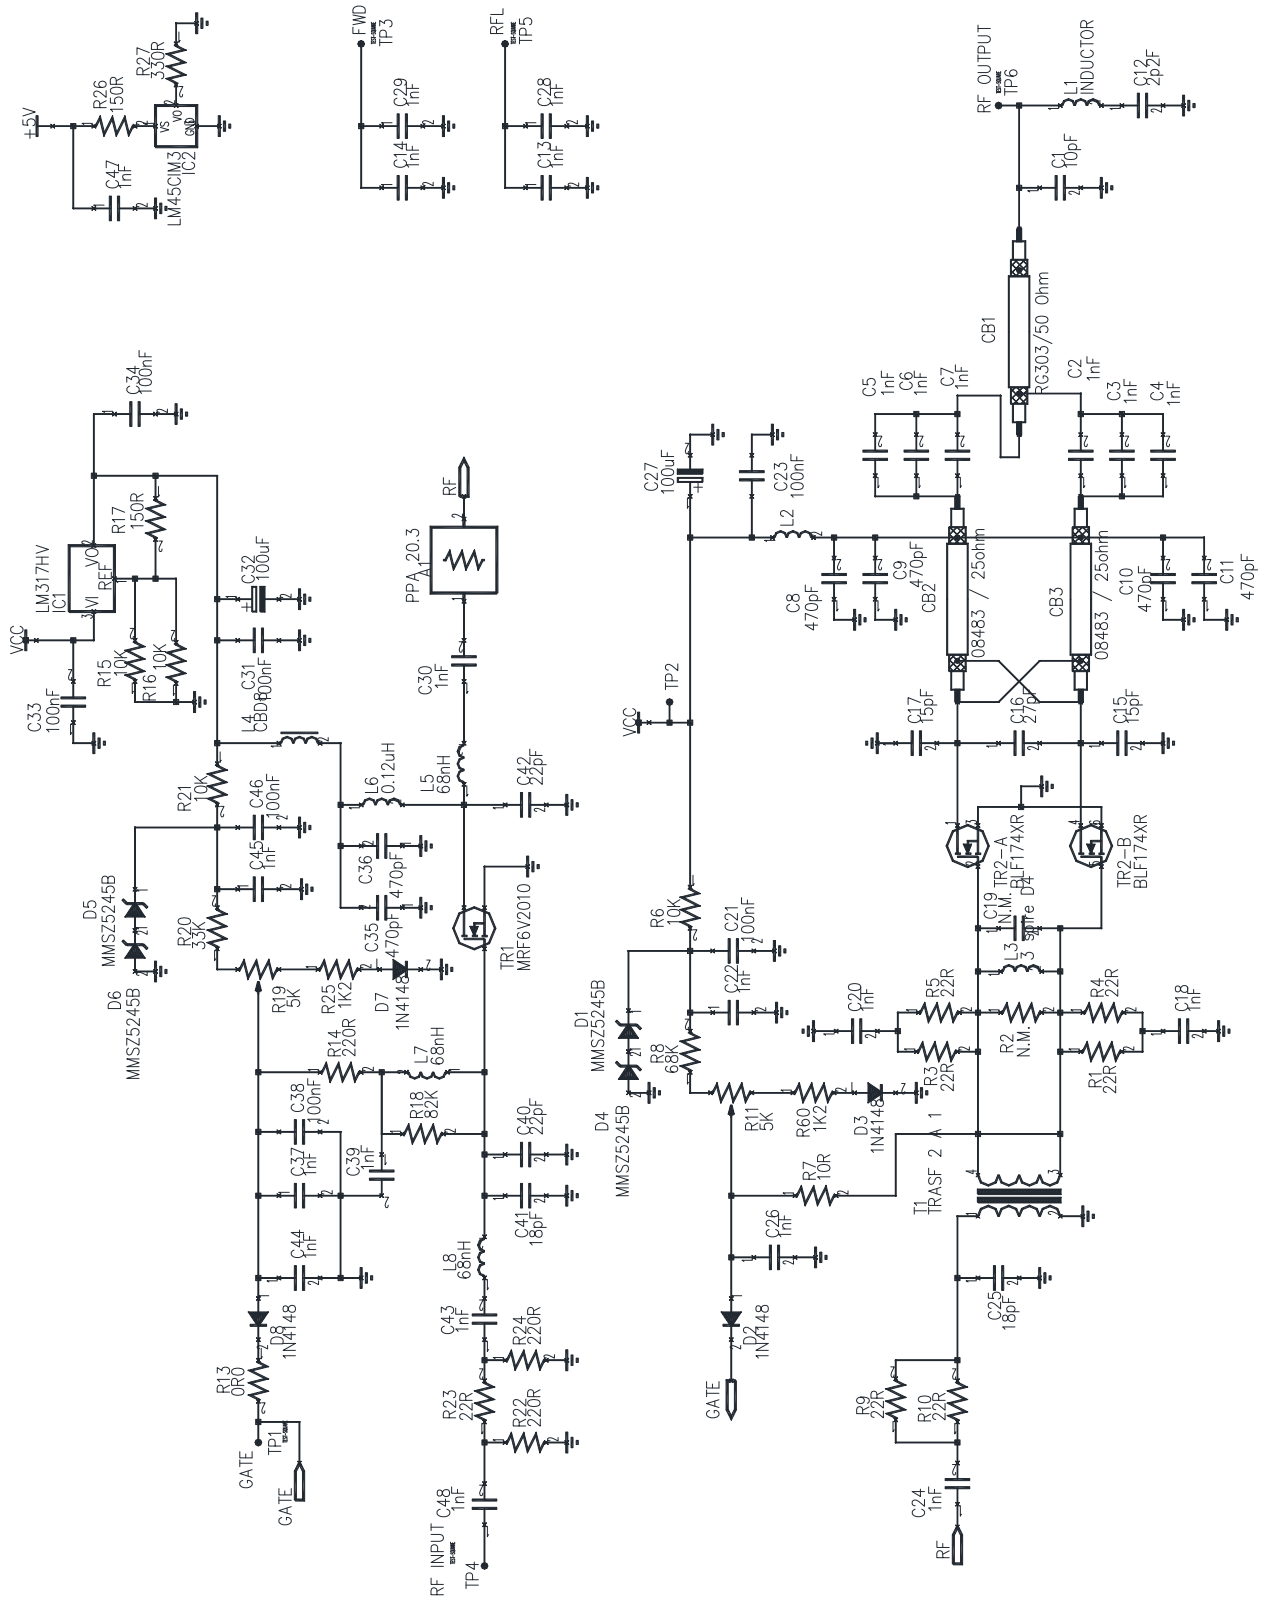 +5V
R26
150R
R27
330R
VS
VO
GND
LM45CIM3
IC2
C47
1nF
FWD
TP3
C29
1nF
C14
1nF
RFL
TP5
C28
1nF
C13
1nF
RF OUTPUT
TP6
L1
INDUCTOR
C12
2p2F
C1
10pF
CB1
RG303/50 Ohm
C5
1nF
C6
1nF
C7
1nF
C2
1nF
C3
1nF
C4
1nF
C34
100nF
LM317HV
IC1
VI
VO
REF
R17
150R
VCC
C33
100nF
R15
10K
R16
10K
C32
100uF
C31
100nF
L4
PPA 20.3
A1
RF
C30
1nF
L5
68nH
L6
0.12uH
C42
22pF
R21
10K
C46
100nF
C45
1nF
C36
470pF
C35
470pF
D5
MMSZ5245B
D6
MMSZ5245B
R20
33K
R19
5K
R25
1K2
D7
1N4148
TR1
MRF6V2010
R14
220R
L7
68nH
R18
82K
C38
100nF
C37
1nF
C39
1nF
C44
1nF
C40
22pF
C41
18pF
L8
68nH
C43
1nF
R24
220R
R23
22R
R22
220R
D8
1N4148
R13
0R0
GATE
TP1
GATE
C48
1nF
RF INPUT
TP4
C27
100uF
C23
100nF
L2
C8
470pF
C9
470pF
CB2
08483 / 25ohm
CB3
08483 / 25ohm
C10
470pF
C11
470pF
VCC
TP2
C17
15pF
C16
27pF
C15
15pF
R6
10K
C21
100nF
C22
1nF
D1
MMSZ5245B
D4
MMSZ5245B
R8
68K
R11
5K
R60
1K2
D3
1N4148
TR2-A
BLF174XR
TR2-B
BLF174XR
C19
N.M.
L3
3 spire D4
C20
1nF
R5
22R
R3
22R
R2
N.M.
R4
22R
R1
22R
C18
1nF
R7
10R
T1
TRASF 2 A 1
C26
1nF
D2
1N4148
GATE
C25
18pF
R9
22R
R10
22R
C24
1nF
RF